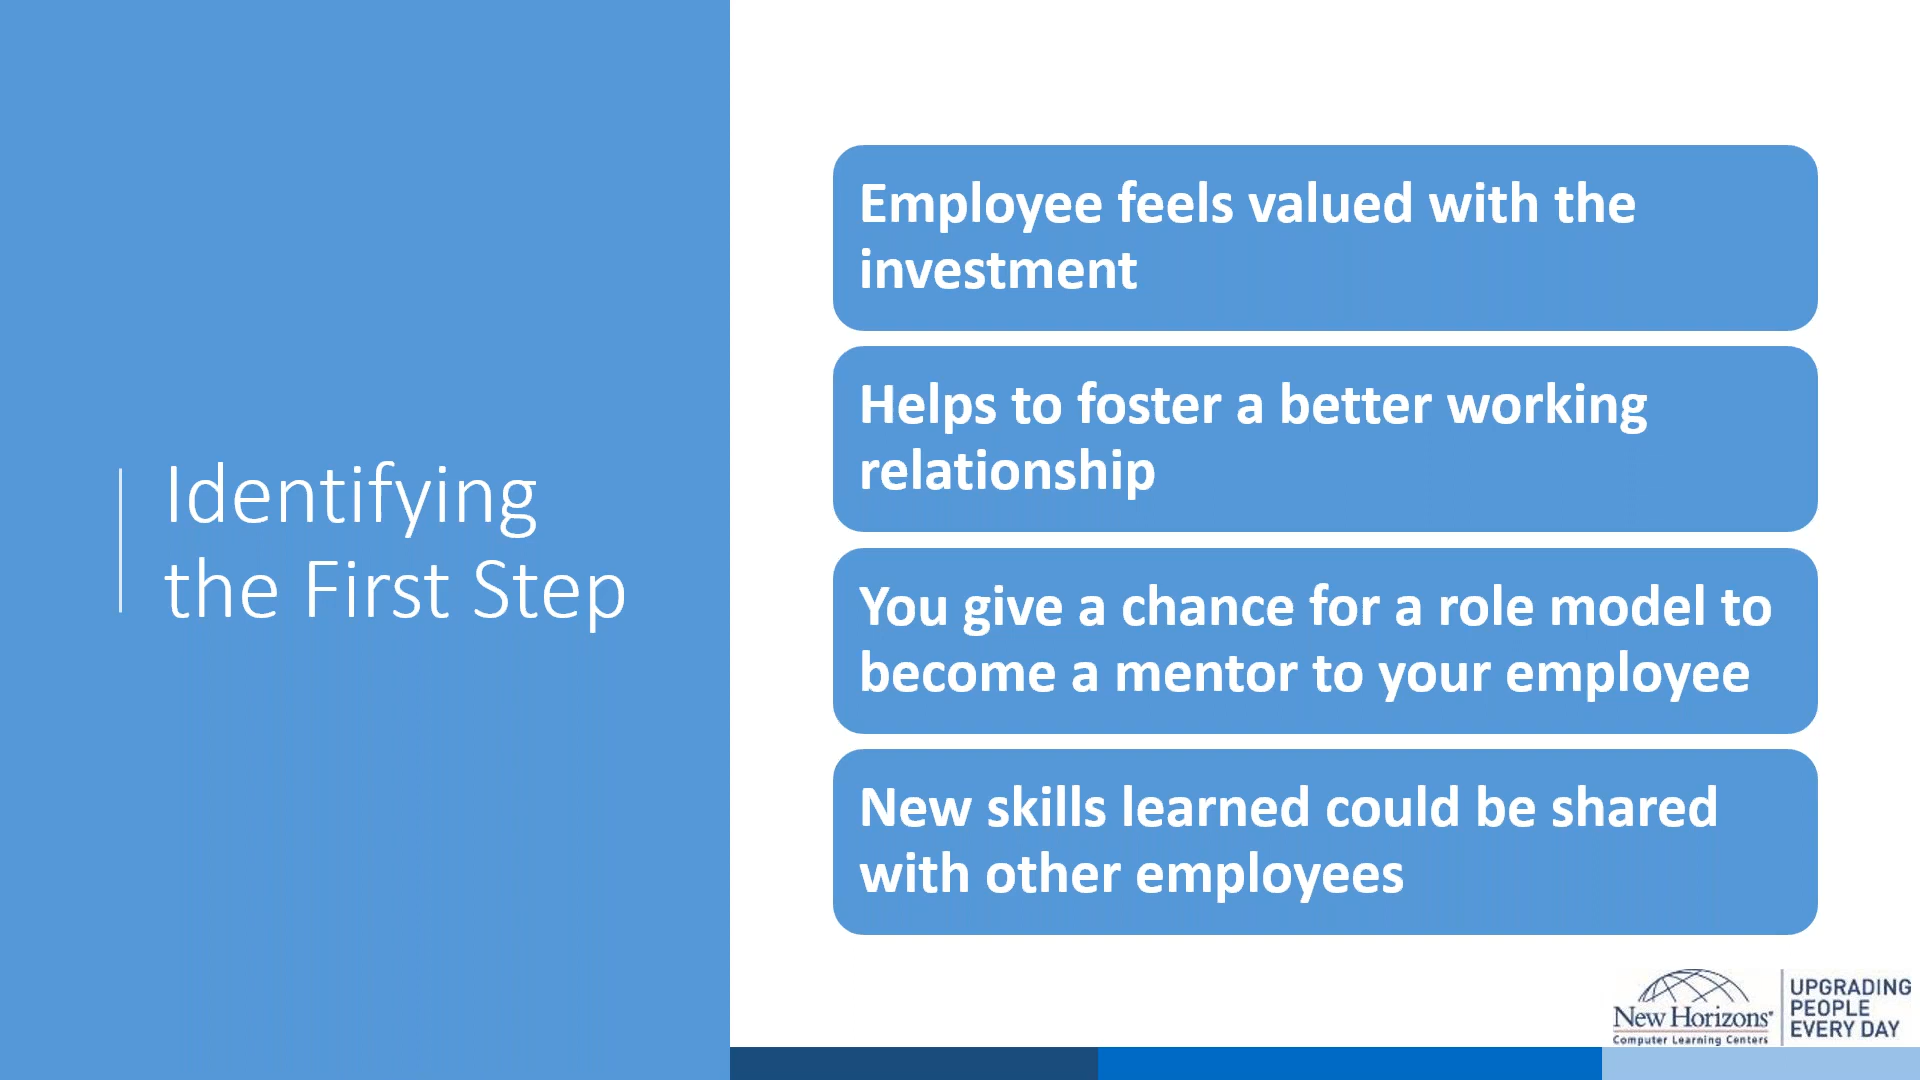 Identifying
the First Step
Employee feels valued with the
investment
Helps to foster a better working
relationship
You give a chance for a role model to
become a mentor to your employee
New skills learned could be shared
with other employees
New Horizons®
Computer Learning Centers
UPGRADING
PEOPLE
EVERY DAY